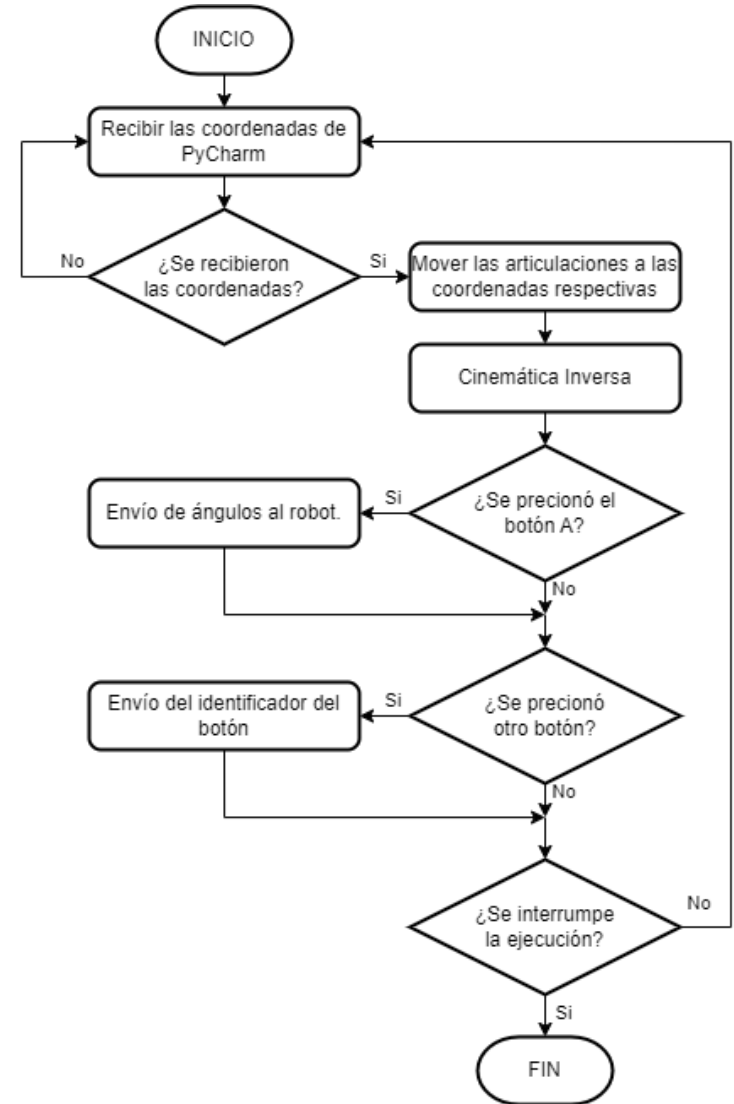 INICIO
Recibir las coordenadas de
PyCharm
No
¿Se recibieron
las coordenadas?
Si
Mover las articulaciones a las
coordenadas respectivas
Cinemática Inversa
Envío de ángulos al robot.
Si
¿Se precionó el
botón A?
No
Envío del identificador del
botón
Si
¿Se precionó
otro botón?
No
¿Se interrumpe
la ejecución?
No
Si
FIN